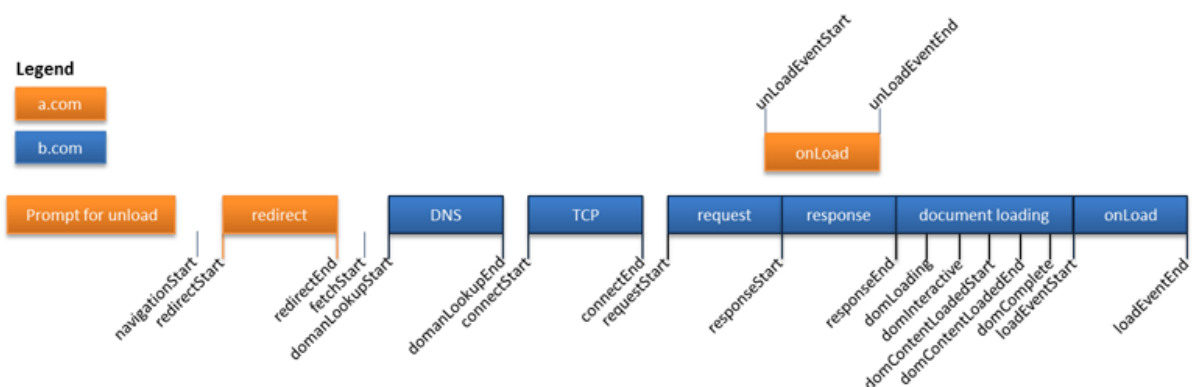 unLoadEventStart
unLoadEventEnd
Legend
a.com
b.com
onLoad
Prompt for unload
redirect
DNS
TCP
request
response
document loading
onLoad
navigationStart
redirectStart
redirectEnd
fetchStart
domanLookupStart
domanLookupEnd
connectStart
connectEnd
requestStart
responseStart
responseEnd
domLoading
domInteractive
domContentLoadedStart
domContentLoadedEnd
domComplete
loadEventStart
loadEventEnd